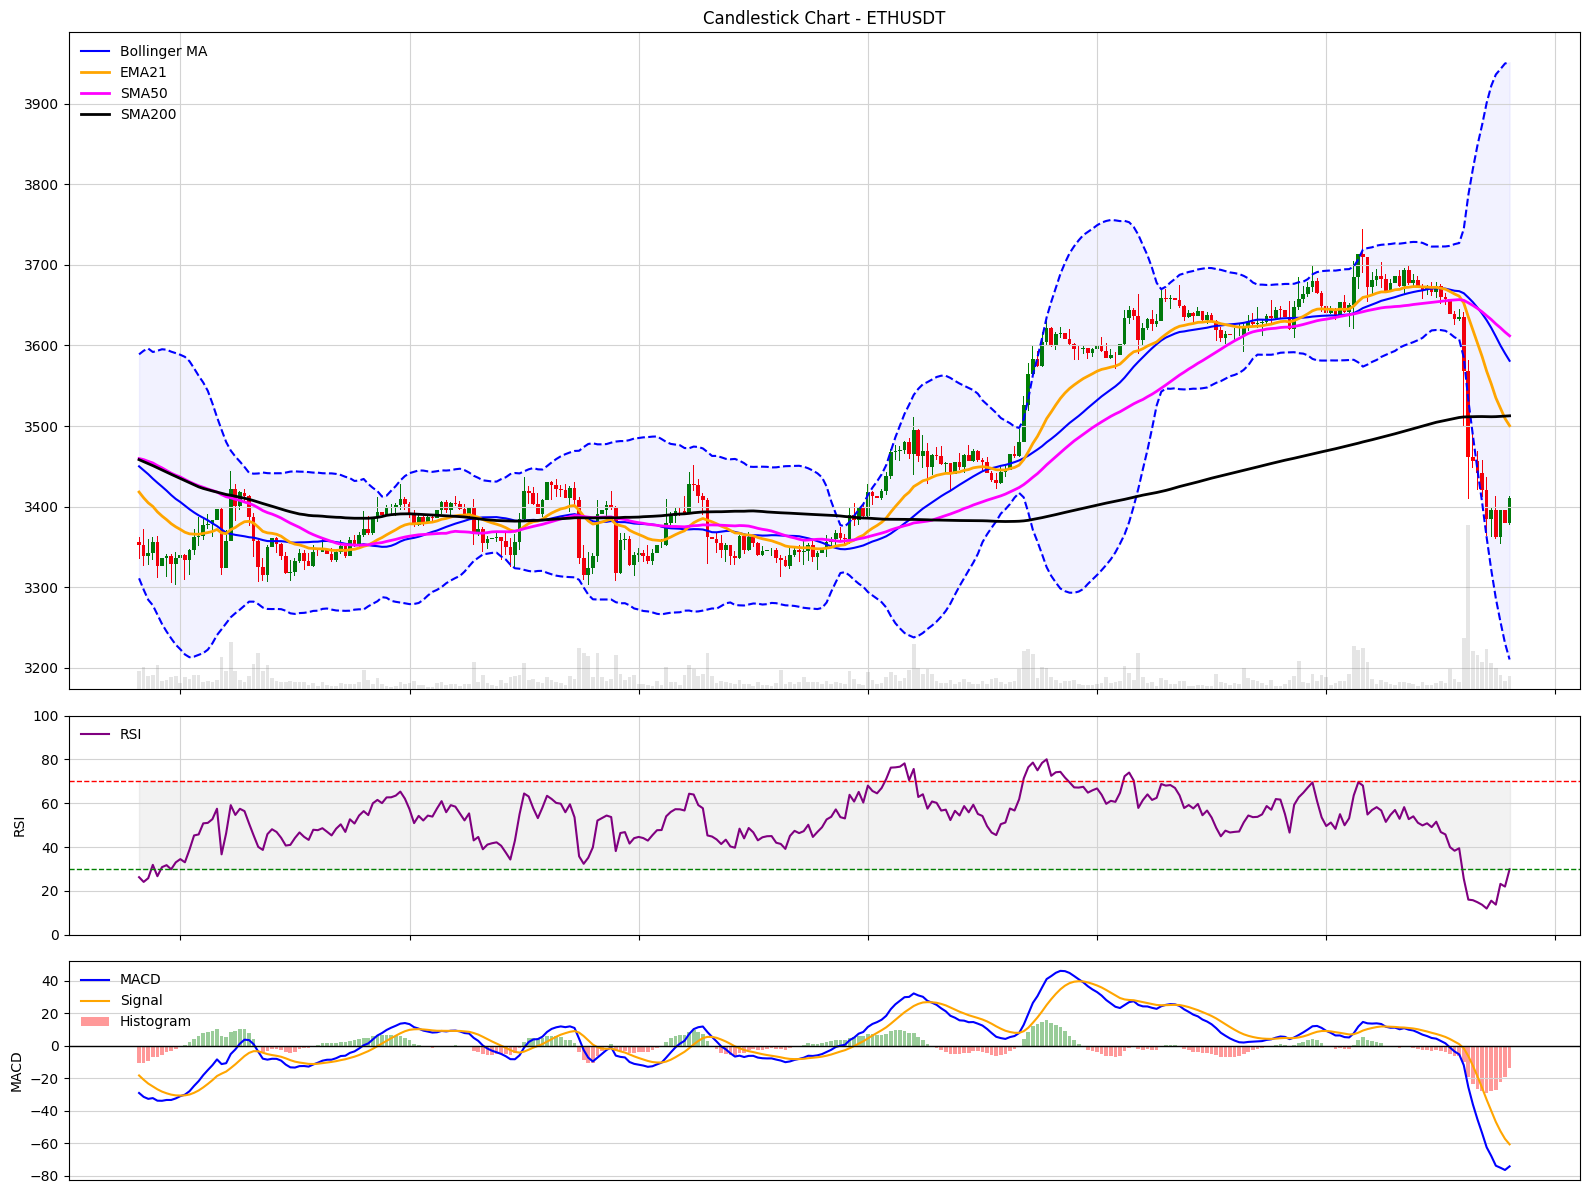 Candlestick Chart - ETHUSDT
Bollinger MA
EMA21
SMA50
SMA200
3900
3800
3700
3600
3500
3400
3300
3200
RSI
100
80
60
40
20
0
RSI
MACD
Signal
Histogram
40
20
0
−20
−40
−60
−80
MACD